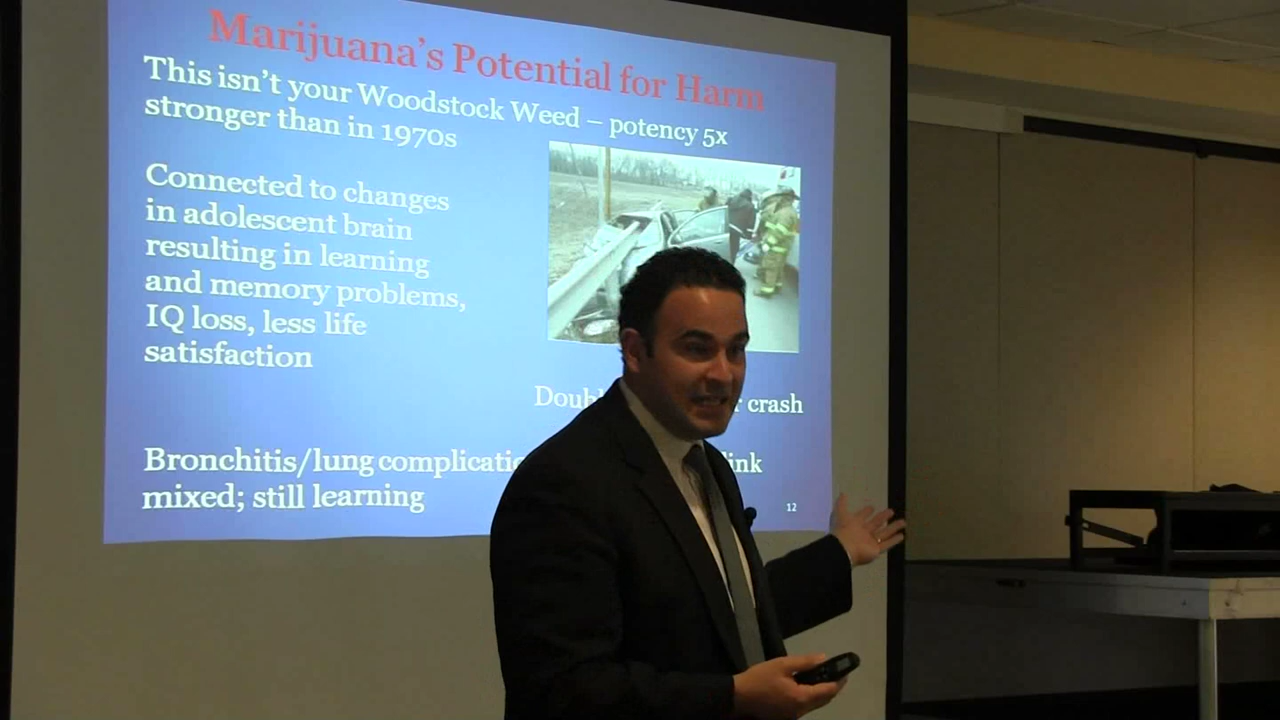 Marijuana's Potential for Harm
This isn't your Woodstock Weed – potency 5x
stronger than in 1970s
Connected to changes
in adolescent brain
resulting in learning
and memory problems,
IQ loss, less life
satisfaction
crash
Bronchitis/lung
mixed; still learning
12